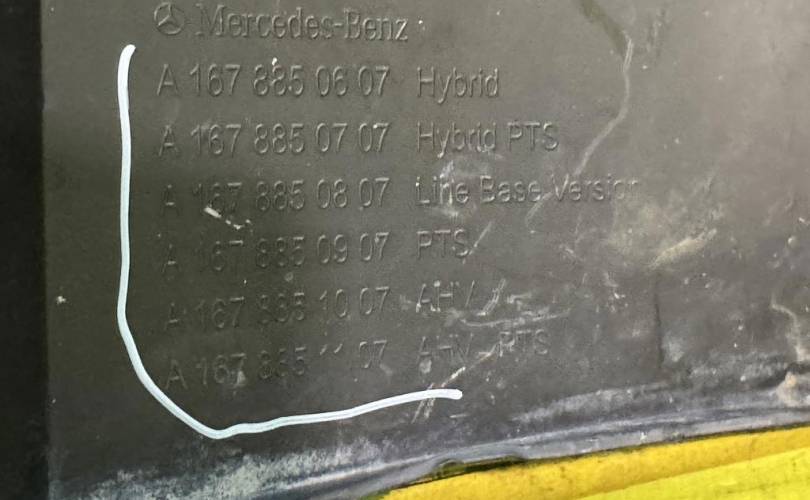 Mercedes-Benz
A 167 885 06 07 Hybrid
A 167 885 07 07 Hybrid PTS
A 167 885 08 07 Line Base Version
A 167 885 09 07 PTS
A 167 885 10 07 AHV
A 167 885 11 07 AHV PTS